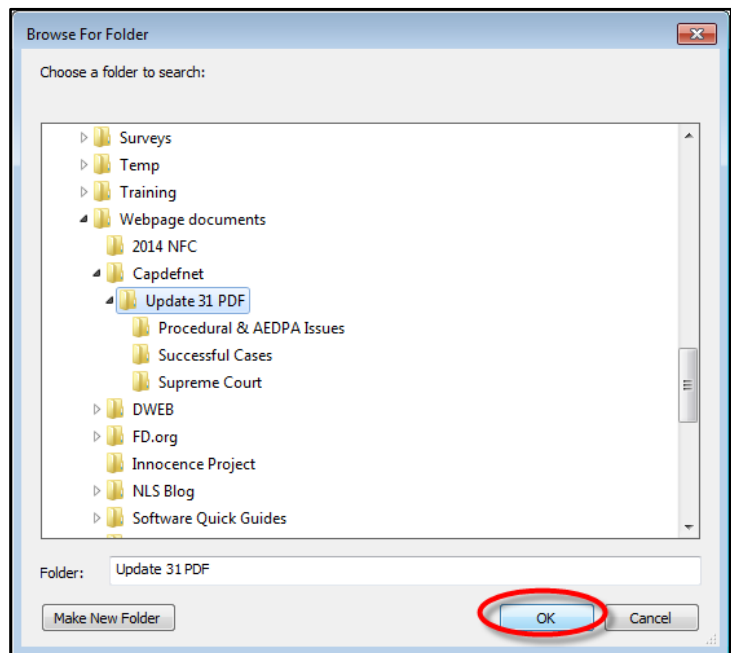 Browse For Folder
Choose a folder to search:
Surveys
Temp
Training
Webpage documents
2014 NFC
Capdefnet
Update 31 PDF
Procedural & AEDPA Issues
Successful Cases
Supreme Court
DWEB
FD.org
Innocence Project
NLS Blog
Software Quick Guides
Folder: Update 31 PDF
Make New Folder OK Cancel